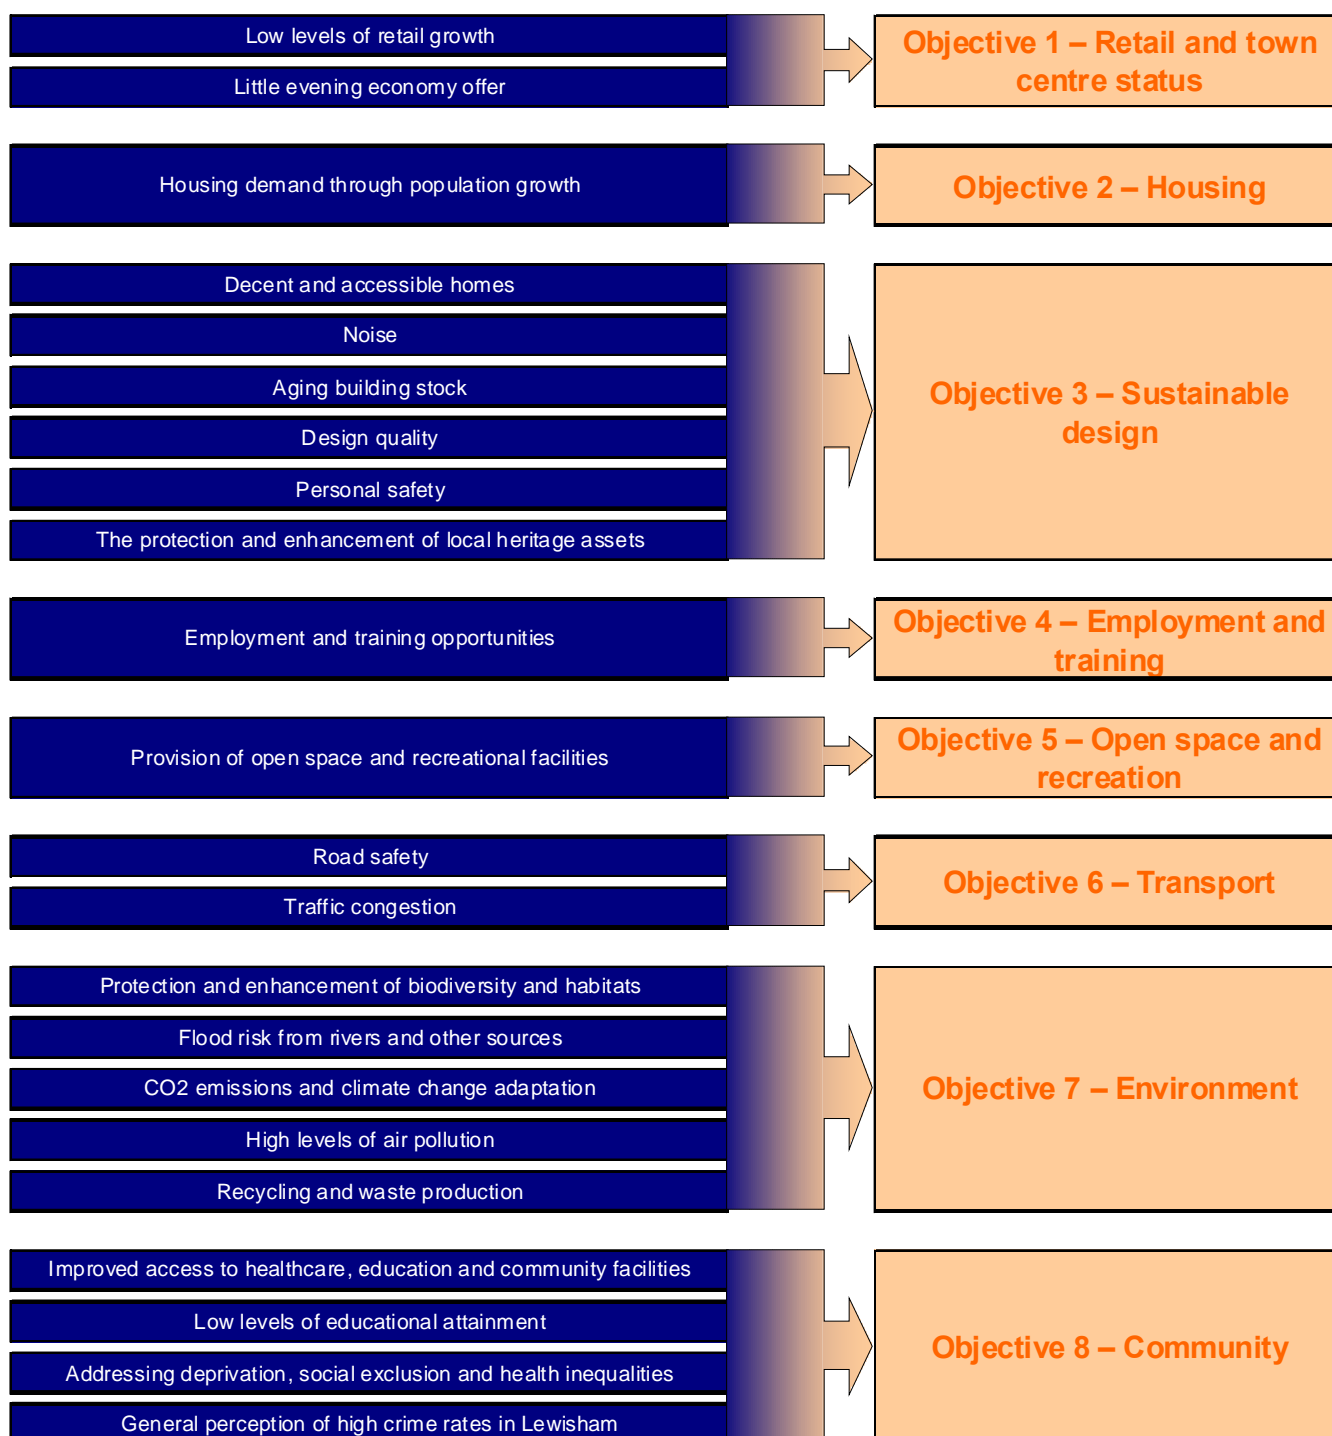 Low levels of retail growth
Little evening economy offer
Objective 1 – Retail and town
centre status
Housing demand through population growth
Objective 2 – Housing
Decent and accessible homes
Noise
Aging building stock
Design quality
Personal safety
The protection and enhancement of local heritage assets
Objective 3 – Sustainable
design
Employment and training opportunities
Objective 4 – Employment and
training
Provision of open space and recreational facilities
Objective 5 – Open space and
recreation
Road safety
Traffic congestion
Objective 6 – Transport
Protection and enhancement of biodiversity and habitats
Flood risk from rivers and other sources
CO2 emissions and climate change adaptation
High levels of air pollution
Recycling and waste production
Objective 7 – Environment
Improved access to healthcare, education and community facilities
Low levels of educational attainment
Addressing deprivation, social exclusion and health inequalities
General perception of high crime rates in Lewisham
Objective 8 – Community